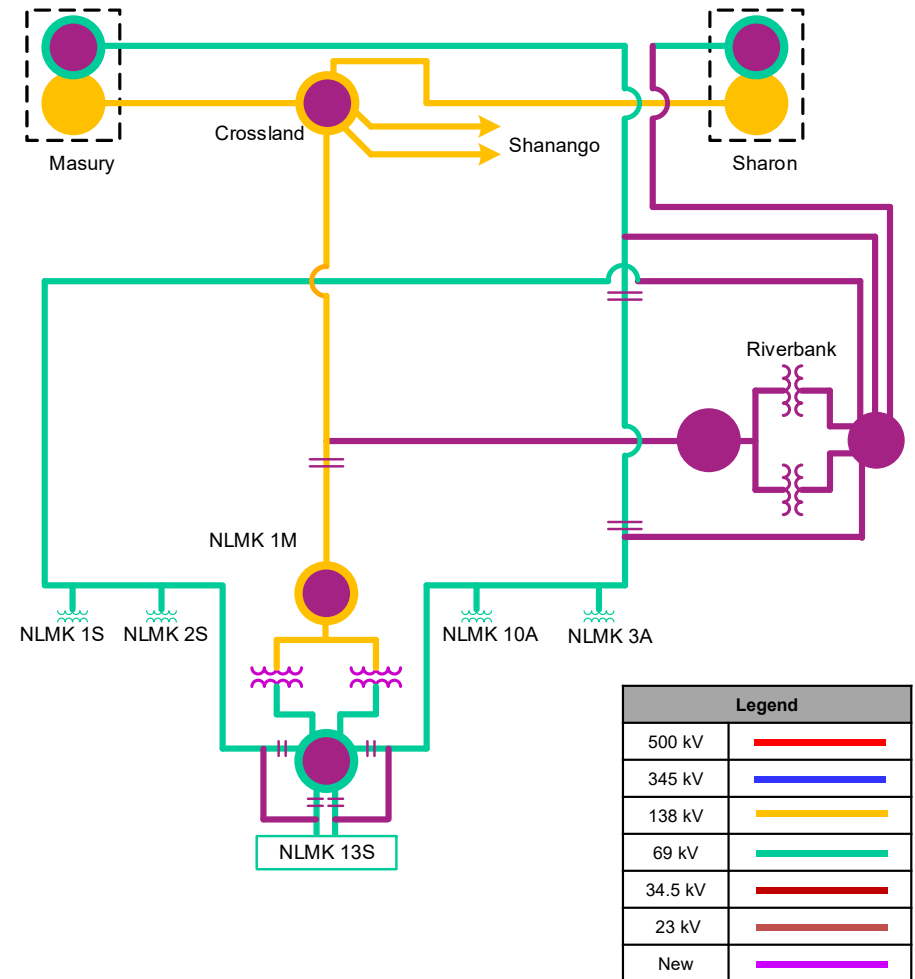 Masury
Crossland
Shanango
Sharon
Riverbank
NLMK 1M
NLMK 1S
NLMK 2S
NLMK 10A
NLMK 3A
NLMK 13S
Legend
500 kV
345 kV
138 kV
69 kV
34.5 kV
23 kV
New